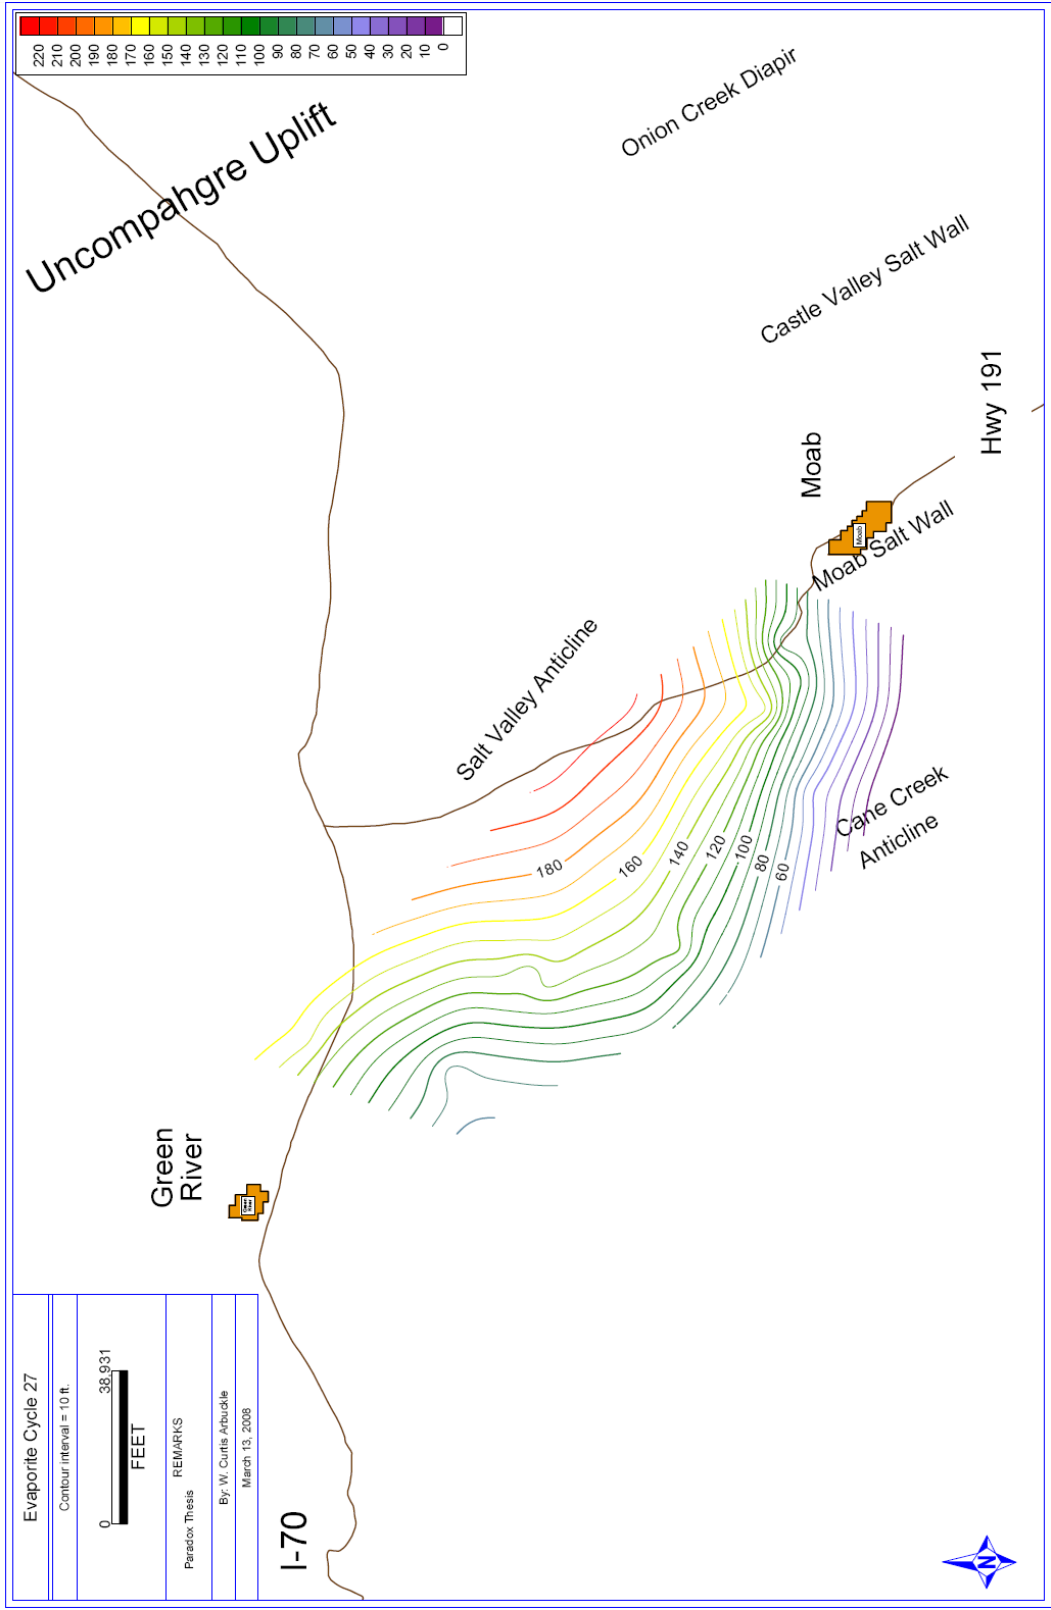 220
210
200
190
180
170
160
150
140
130
120
110
100
90
80
70
60
50
40
30
20
10
0
Uncompahgre Uplift
Onion Creek Diapir
Castle Valley Salt Wall
Hwy 191
Moab
Moab
Moab Salt Wall
Salt Valley Anticline
Cane Creek
Anticline
180
160
140
120
100
80
60
Green
River
Green
River
I-70
Evaporite Cycle 27
Contour interval = 10 ft.
0
38,931
FEET
REMARKS
Paradox Thesis
By: W. Curtis Arbuckle
March 13, 2008
N